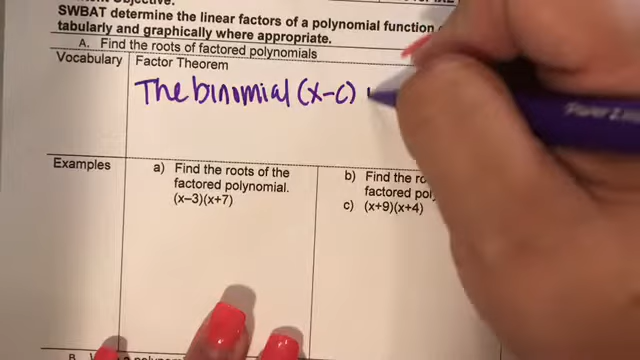 SWBAT determine the linear factors of a polynomial function
tabularly and graphically where appropriate.
A. Find the roots of factored polynomials
Vocabulary
Factor Theorem
The binomial (x-c)
Examples
a) Find the roots of the
factored polynomial.
(x–3)(x+7)
b) Find the
factored
c) (x+9)(x+4)